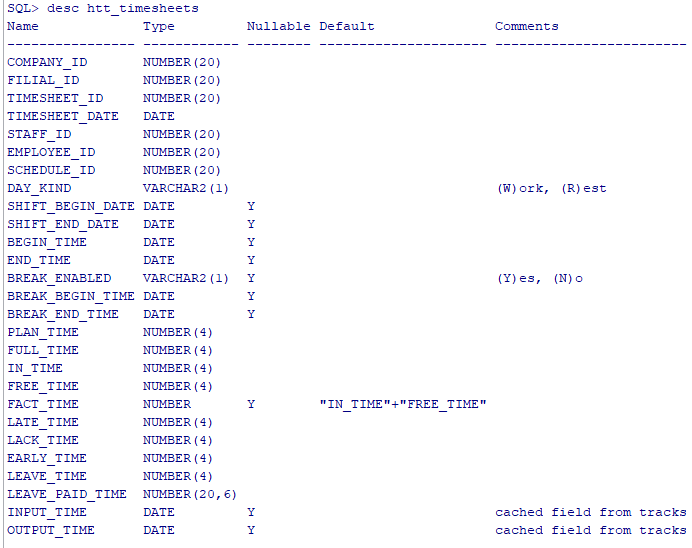 SQL> desc htt_timesheets
Name             Type         Nullable Default               Comments
---------------- ------------ -------- --------------------- ------------------------
COMPANY_ID       NUMBER(20)
FILIAL_ID        NUMBER(20)
TIMESHEET_ID     NUMBER(20)
TIMESHEET_DATE   DATE
STAFF_ID         NUMBER(20)
EMPLOYEE_ID      NUMBER(20)
SCHEDULE_ID      NUMBER(20)
DAY_KIND         VARCHAR2(1)                                 (W)ork, (R)est
SHIFT_BEGIN_DATE DATE         Y
SHIFT_END_DATE   DATE         Y
BEGIN_TIME       DATE         Y
END_TIME         DATE         Y
BREAK_ENABLED    VARCHAR2(1)  Y                              (Y)es, (N)o
BREAK_BEGIN_TIME DATE         Y
BREAK_END_TIME   DATE         Y
PLAN_TIME        NUMBER(4)
FULL_TIME        NUMBER(4)
IN_TIME          NUMBER(4)
FREE_TIME        NUMBER(4)
FACT_TIME        NUMBER       Y        "IN_TIME"+"FREE_TIME"
LATE_TIME        NUMBER(4)
LACK_TIME        NUMBER(4)
EARLY_TIME       NUMBER(4)
LEAVE_TIME       NUMBER(4)
LEAVE_PAID_TIME  NUMBER(20,6)
INPUT_TIME       DATE         Y                              cached field from tracks
OUTPUT_TIME      DATE         Y                              cached field from tracks